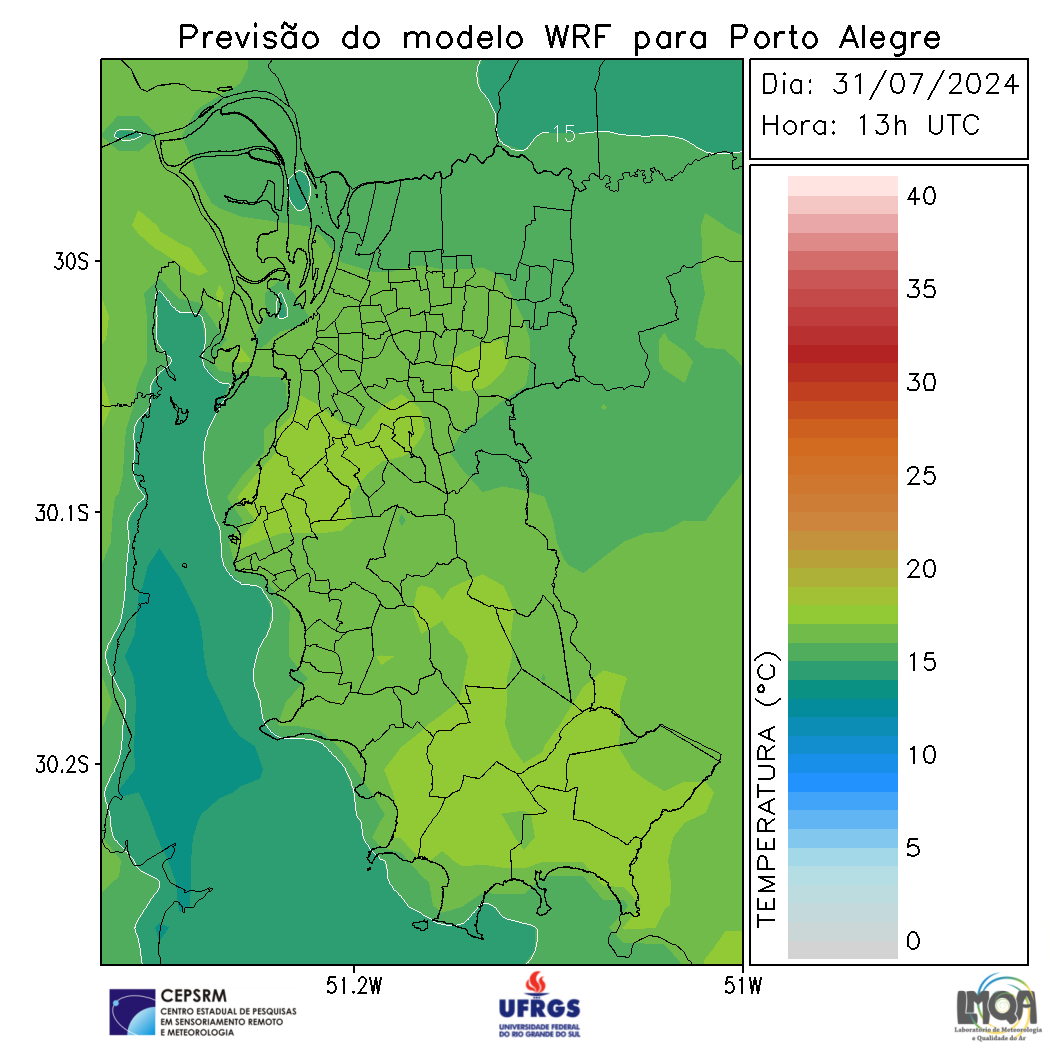 Previsão do modelo WRF para Porto Alegre
Dia: 31/07/2024
Hora: 13h UTC
15
30S
30.1S
30.2S
51.2W
51W
TEMPERATURA (°C)
40
35
30
25
20
15
10
5
0
CEPSRM
CENTRO ESTADUAL DE PESQUISAS
EM SENSORIAMENTO REMOTO
E METEOROLOGIA
UFRGS
UNIVERSIDADE FEDERAL
DO RIO GRANDE DO SUL
LMQA
Laboratório de Meteorologia
e Qualidade do Ar